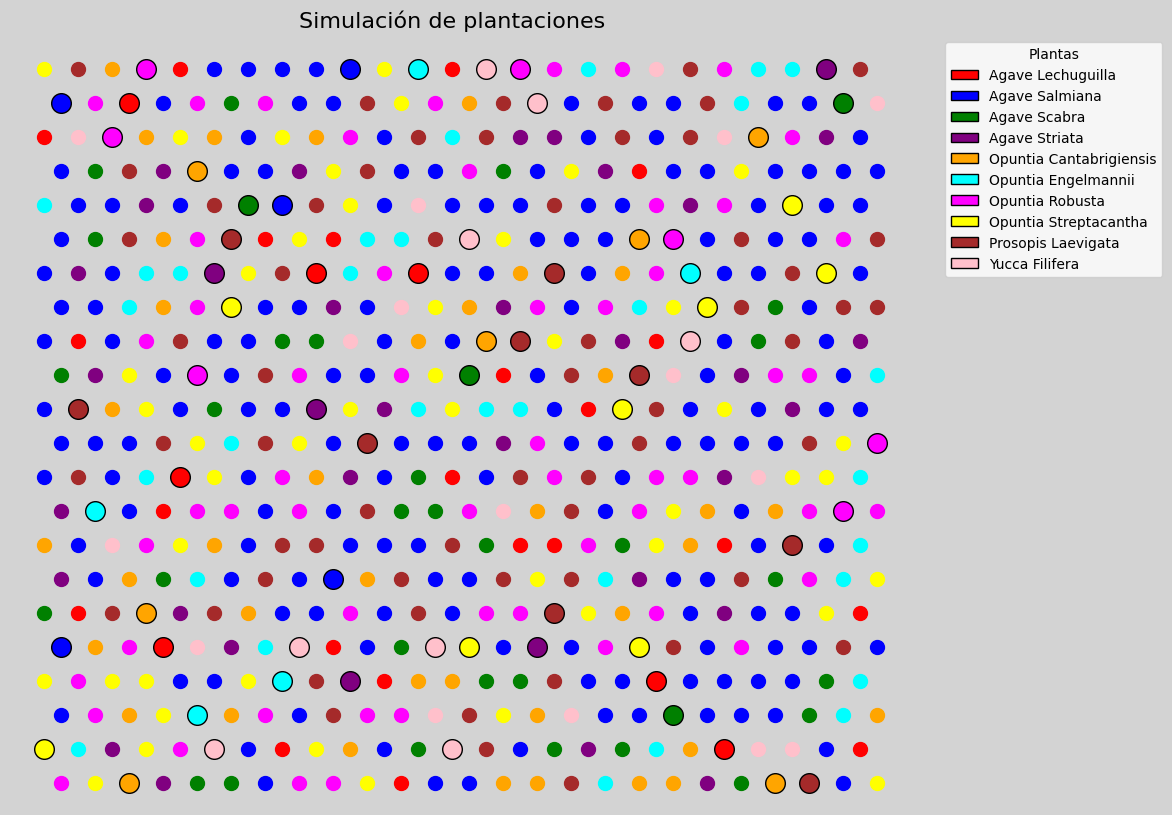 Simulación de plantaciones
Plantas
Agave Lechuguilla
Agave Salmiana
Agave Scabra
Agave Striata
Opuntia Cantabrigiensis
Opuntia Engelmannii
Opuntia Robusta
Opuntia Streptacantha
Prosopis Laevigata
Yucca Filifera